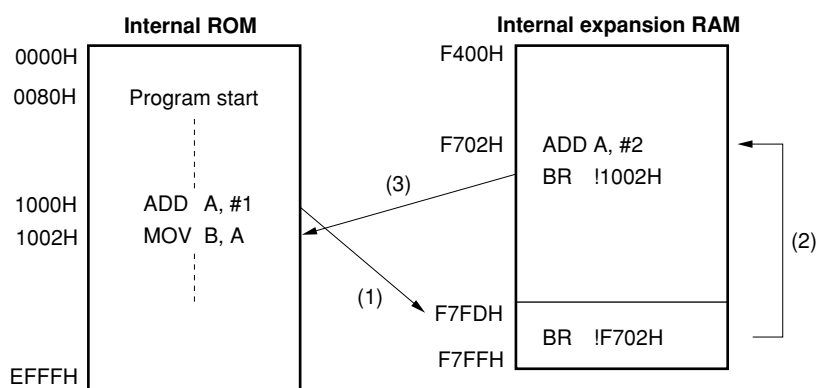 Internal ROM
0000H
0080H Program start
1000H ADD A, #1
1002H MOV B, A
EFFFH
(1)
(3)
Internal expansion RAM
F400H
F702H ADD A, #2
BR !1002H
(2)
F7FDH
BR !F702H
F7FFH